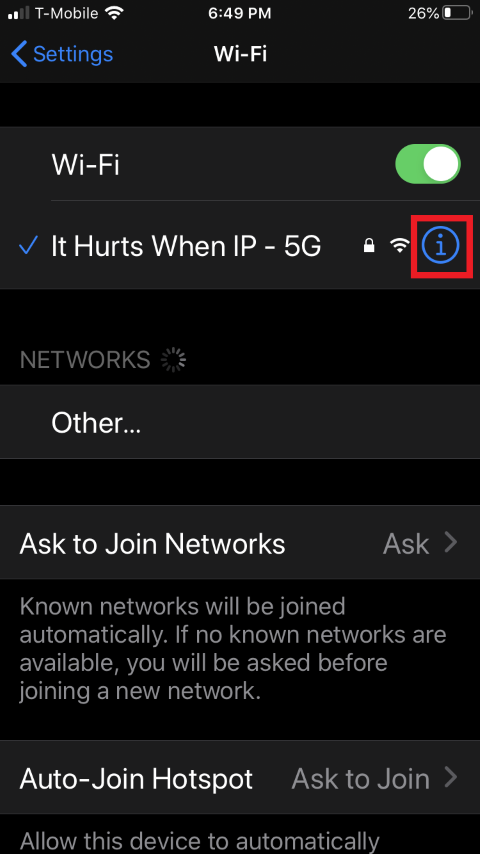 T-Mobile 6:49 PM 26%
Settings Wi-Fi
Wi-Fi
It Hurts When IP - 5G
NETWORKS
Other...
Ask to Join Networks Ask
Known networks will be joined
automatically. If no known networks are
available, you will be asked before
joining a new network.
Auto-Join Hotspot Ask to Join
Allow this device to automatically